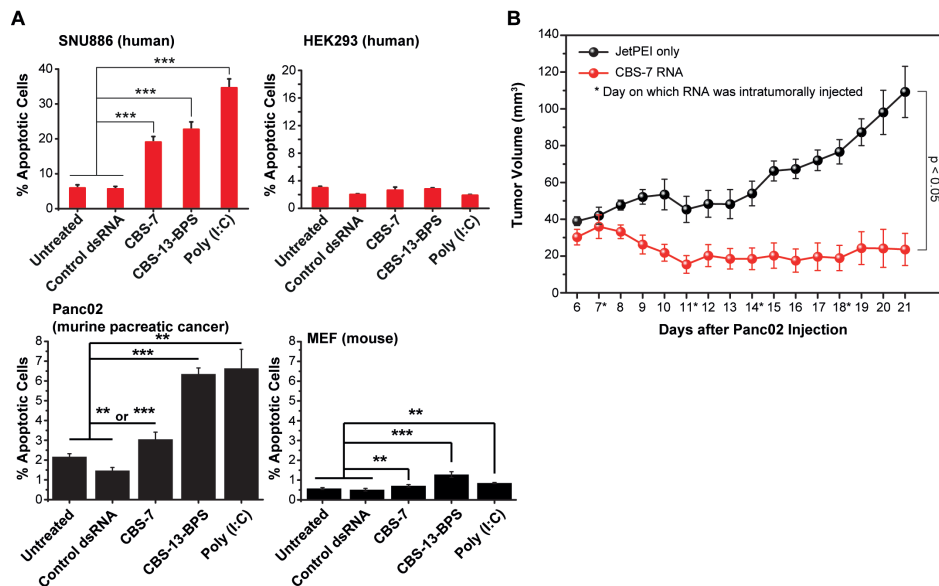 A
SNU886 (human)
% Apoptotic Cells
60
40
20
0
***
***
***
Untreated
Control dsRNA
CBS-7
CBS-13-BPS
Poly (I:C)
HEK293 (human)
% Apoptotic Cells
20
16
12
8
4
0
Untreated
Control dsRNA
CBS-7
CBS-13-BPS
Poly (I:C)
Panc02
(murine pacreatic cancer)
% Apoptotic Cells
8
7
6
5
4
3
2
1
0
**
***
** or ***
Untreated
Control dsRNA
CBS-7
CBS-13-BPS
Poly (I:C)
MEF (mouse)
% Apoptotic Cells
8
7
6
5
4
3
2
1
0
**
***
**
Untreated
Control dsRNA
CBS-7
CBS-13-BPS
Poly (I:C)
B
Tumor Volume (mm³)
140
120
100
80
60
40
20
0
JetPEI only
CBS-7 RNA
* Day on which RNA was intratumorally injected
p < 0.05
6 7* 8 9 10 11* 12 13 14* 15 16 17 18* 19 20 21
Days after Panc02 Injection